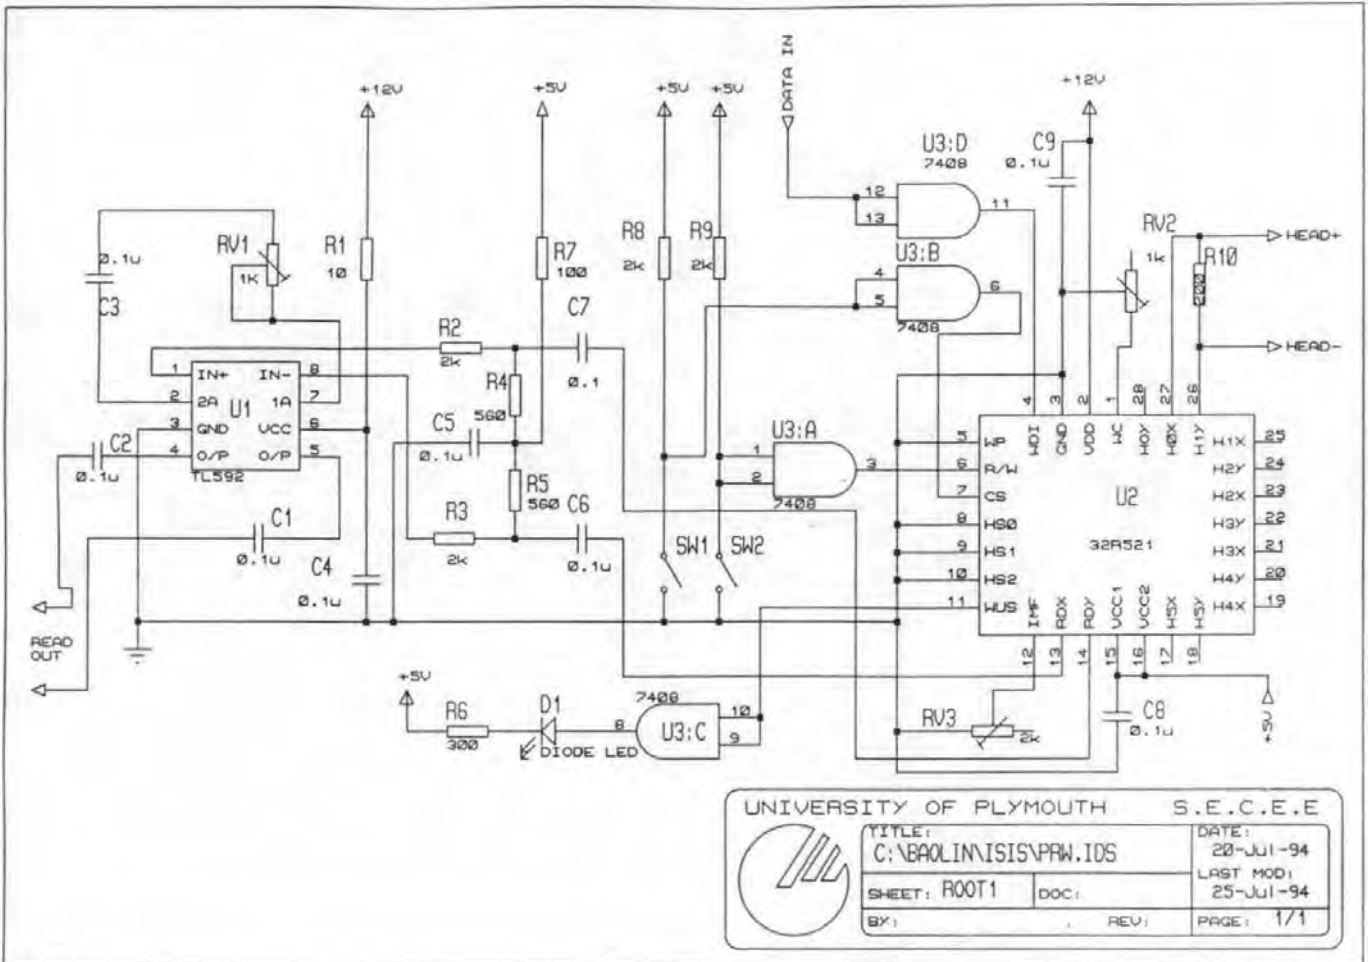 DATA IN
+12V
+5V
+5V
+5V
+12V
U3:D
7408
C9
0.1u
12
13
11
RV1
1k
0.1u
C3
R1
10
R7
100
R8
2k
R9
2k
U3:B
4
5
6
7408
RV2
1k
R10
200
HEAD+
HEAD-
R2
2k
C7
0.1
R4
560
C5
0.1u
R5
560
R3
2k
C6
0.1u
1 IN+ IN- 8
2 2A 1A 7
U1
3 GND VCC 6
4 O/P O/P 5
TL592
C2
0.1u
C1
0.1u
C4
0.1u
READ
OUT
U3:A
1
2
3
7408
SW1
SW2
4 3 2 1 28 27 26
WDI GND VDD WC H0Y H0X H1Y
5 WP
6 R/W
7 CS
8 HS0
9 HS1
10 HS2
11 WUS
U2
32R521
H1X 25
H2Y 24
H2X 23
H3Y 22
H3X 21
H4Y 20
H4X 19
IMF RDX RDY VCC1 VCC2 H5X H5Y
12 13 14 15 16 17 18
+5V
R6
300
D1
DIODE LED
7408
8
U3:C
10
9
RV3
2k
C8
0.1u
+5V
UNIVERSITY OF PLYMOUTH S.E.C.E.E
TITLE:
C:\BAOLIN\ISIS\PRW.IDS
DATE:
20-Jul-94
SHEET: ROOT1
DOC:
LAST MOD:
25-Jul-94
BY:
REV:
PAGE: 1/1